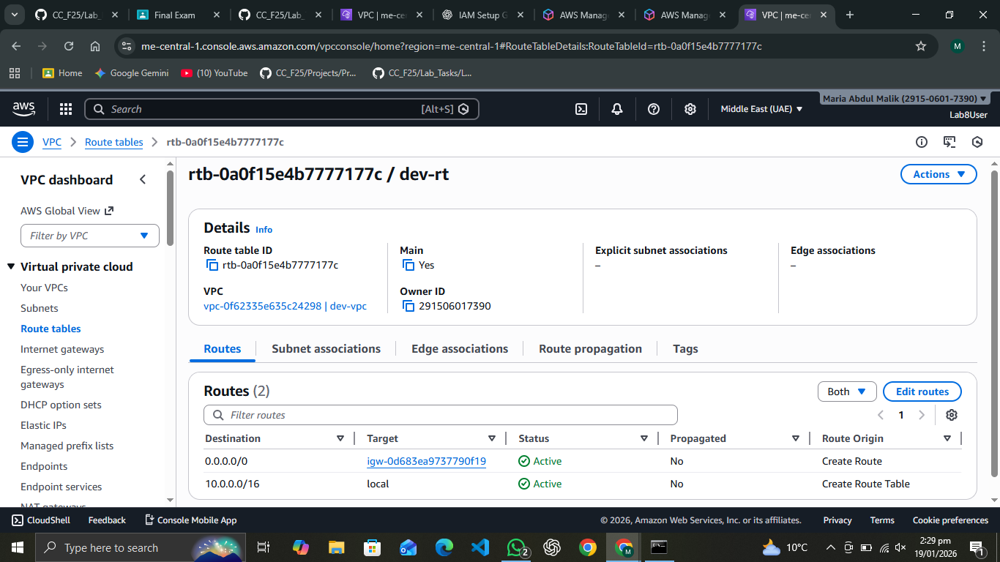 CC_F25/Lab_
Final Exam
CC_F25/Lab_
VPC | me-ce
IAM Setup G
AWS Manag
AWS Manag
VPC | me-ce
me-central-1.console.aws.amazon.com/vpcconsole/home?region=me-central-1#RouteTableDetails:RouteTableId=rtb-0a0f15e4b7777177c
M
Home
Google Gemini
(10) YouTube
CC_F25/Projects/Pr...
CC_F25/Lab_Tasks/L...
aws
Search
[Alt+S]
Middle East (UAE)
Maria Abdul Malik (2915-0601-7390)
Lab8User
VPC
Route tables
rtb-0a0f15e4b7777177c
VPC dashboard
AWS Global View
Filter by VPC
Virtual private cloud
Your VPCs
Subnets
Route tables
Internet gateways
Egress-only internet
gateways
DHCP option sets
Elastic IPs
Managed prefix lists
Endpoints
Endpoint services
NAT gateways
rtb-0a0f15e4b7777177c / dev-rt
Actions
Details Info
Route table ID
rtb-0a0f15e4b7777177c
Main
Yes
Explicit subnet associations
–
Edge associations
–
VPC
vpc-0f62335e635c24298 | dev-vpc
Owner ID
291506017390
Routes
Subnet associations
Edge associations
Route propagation
Tags
Routes (2)
Both
Edit routes
Filter routes
1
Destination Target Status Propagated Route Origin
0.0.0.0/0 igw-0d683ea9737790f19 Active No Create Route
10.0.0.0/16 local Active No Create Route Table
CloudShell
Feedback
Console Mobile App
© 2026, Amazon Web Services, Inc. or its affiliates.
Privacy
Terms
Cookie preferences
Type here to search
2
M
10°C
2:29 pm
19/01/2026
1